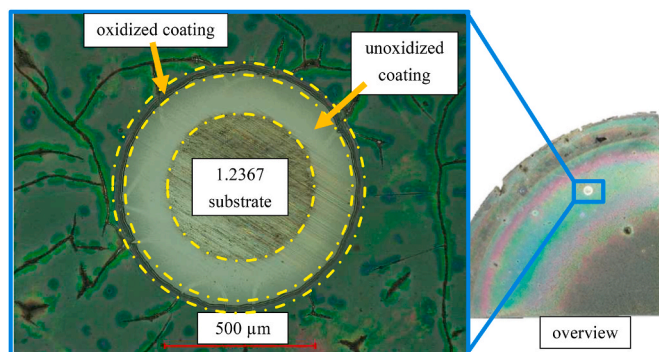 oxidized coating
unoxidized
coating
1.2367
substrate
500 µm
overview